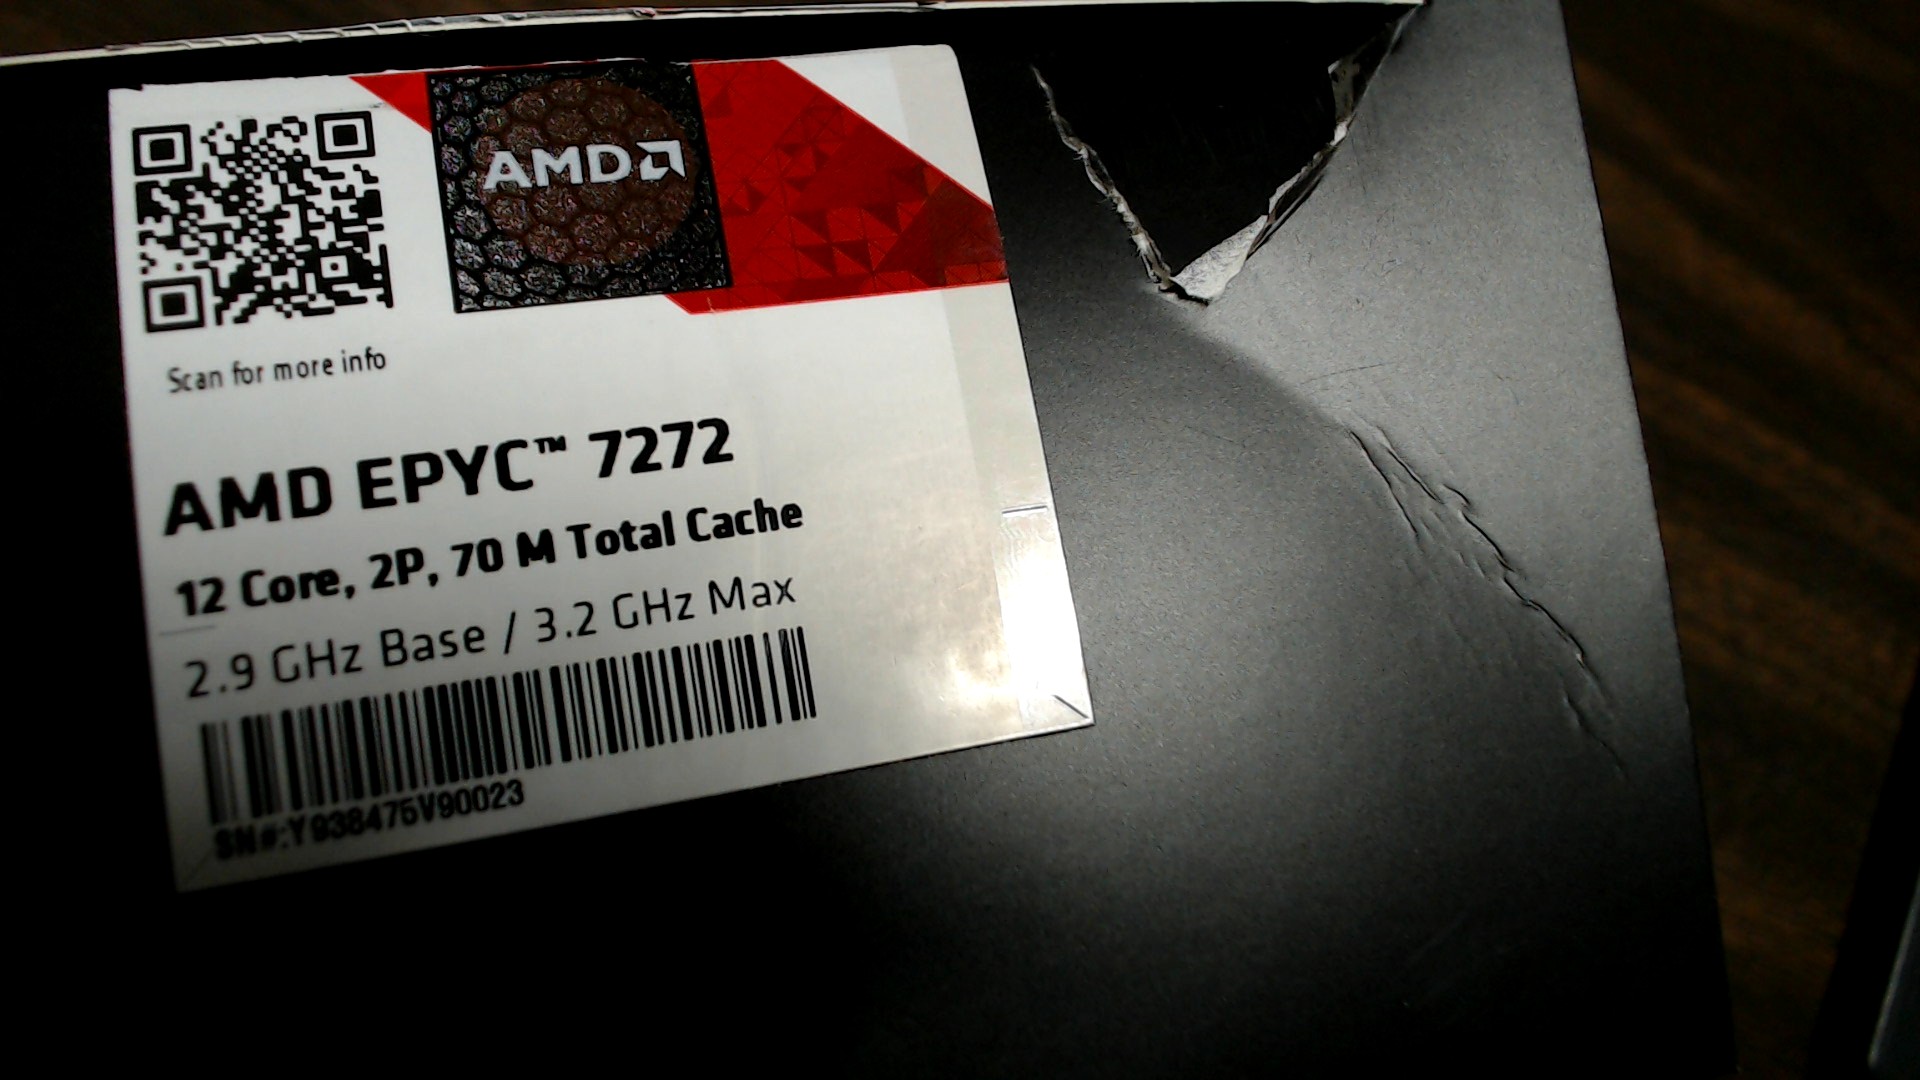 AMD
Scan for more info
AMD EPYC™ 7272
12 Core, 2P, 70 M Total Cache
2.9 GHz Base / 3.2 GHz Max
SN#:Y938475V90023